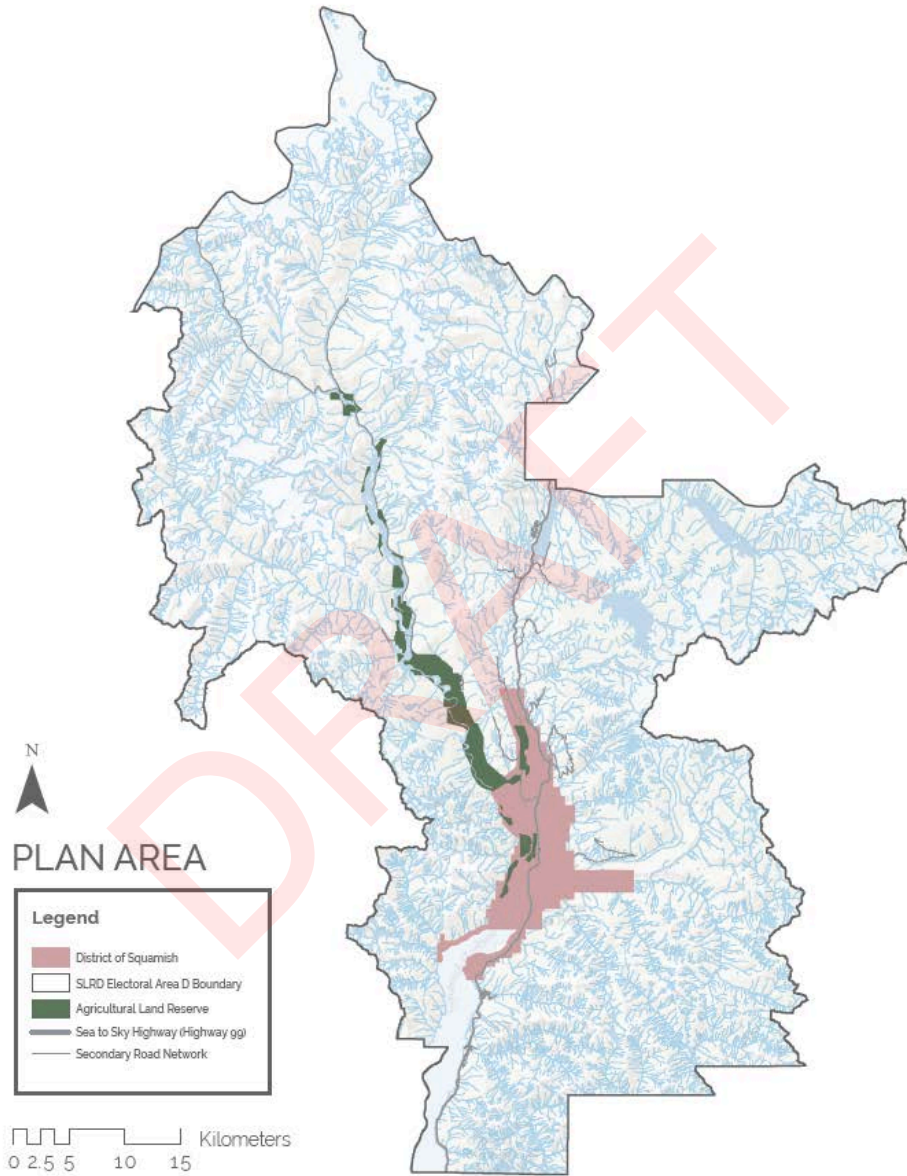 DRAFT
N
PLAN AREA
Legend
District of Squamish
SLRD Electoral Area D Boundary
Agricultural Land Reserve
Sea to Sky Highway (Highway 99)
Secondary Road Network
Kilometers
0 2.5 5 10 15